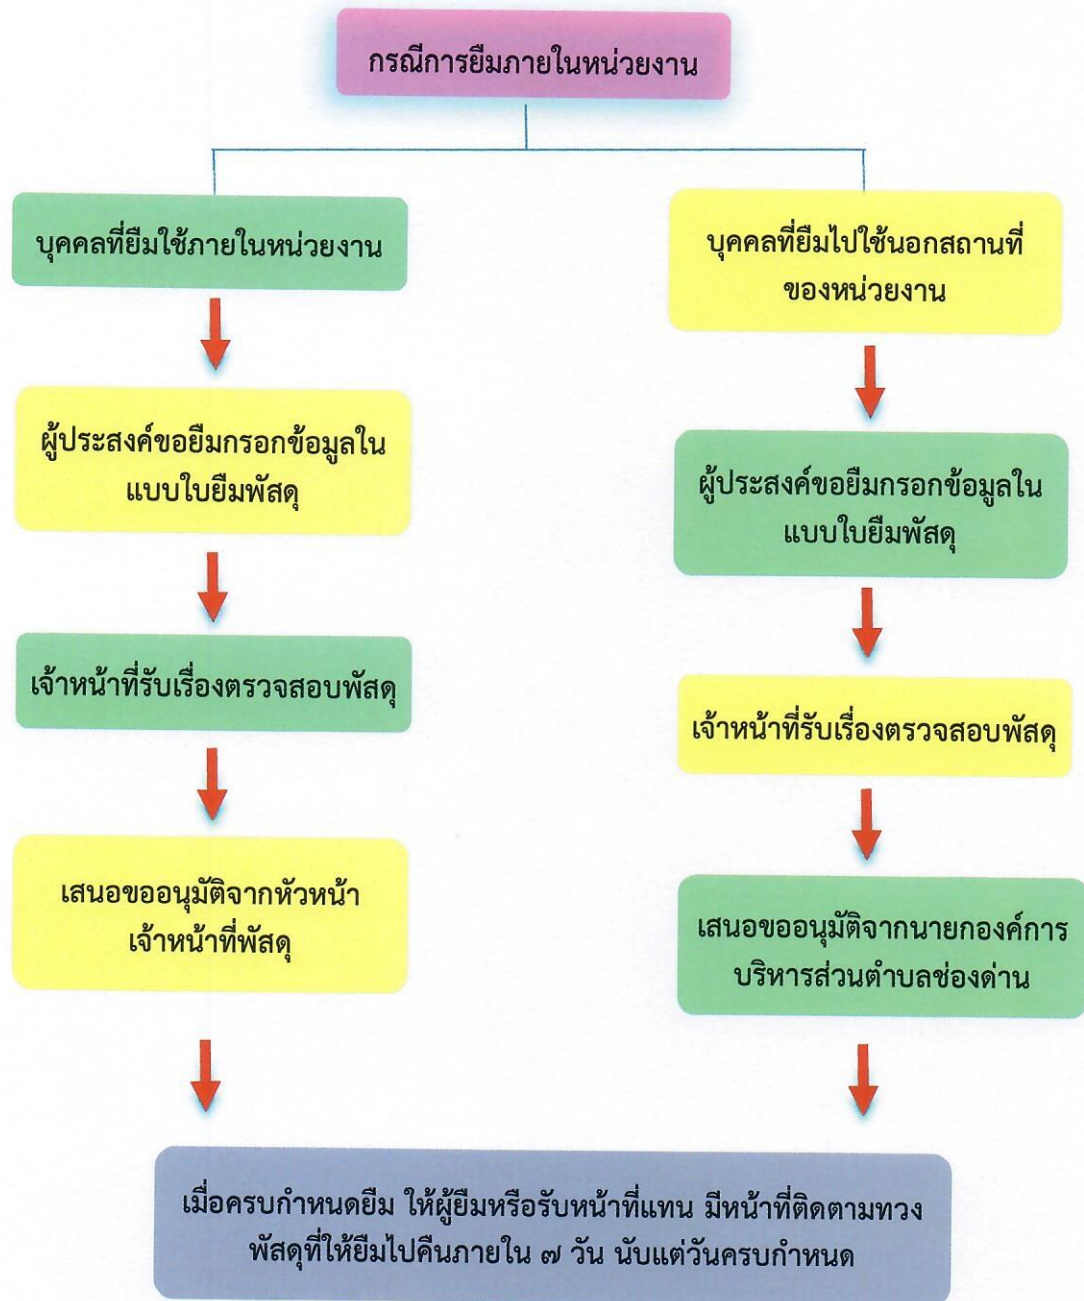 กรณีการยืมภายในหน่วยงาน
บุคคลที่ยืมใช้ภายในหน่วยงาน
ผู้ประสงค์ขอยืมกรอกข้อมูลใน
แบบใบยืมพัสดุ
เจ้าหน้าที่รับเรื่องตรวจสอบพัสดุ
เสนอขออนุมัติจากหัวหน้า
เจ้าหน้าที่พัสดุ
บุคคลที่ยืมไปใช้นอกสถานที่
ของหน่วยงาน
ผู้ประสงค์ขอยืมกรอกข้อมูลใน
แบบใบยืมพัสดุ
เจ้าหน้าที่รับเรื่องตรวจสอบพัสดุ
เสนอขออนุมัติจากนายกองค์การ
บริหารส่วนตำบลช่องด่าน
เมื่อครบกำหนดยืม ให้ผู้ยืมหรือรับหน้าที่แทน มีหน้าที่ติดตามทวง
พัสดุที่ให้ยืมไปคืนภายใน ๗ วัน นับแต่วันครบกำหนด